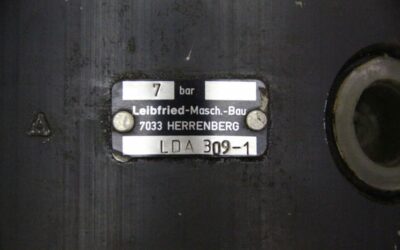 7 bar
Leibfried-Masch.-Bau
7033 HERRENBERG
LDA 309-1